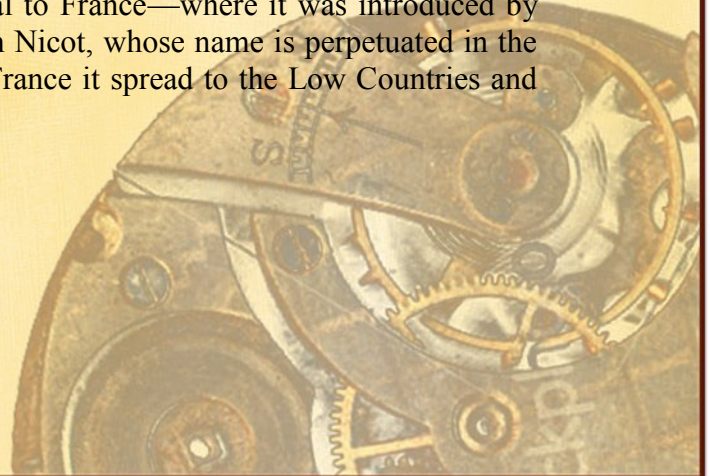 al to France—where it was introduced by
Nicot, whose name is perpetuated in the
France it spread to the Low Countries and
S